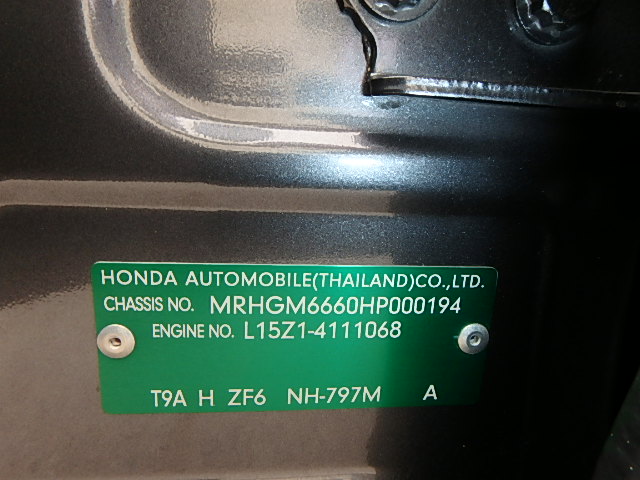 HONDA AUTOMOBILE(THAILAND)CO.,LTD.
CHASSIS NO. MRHGM6660HP000194
ENGINE NO. L15Z1-4111068
T9A H ZF6 NH-797M A